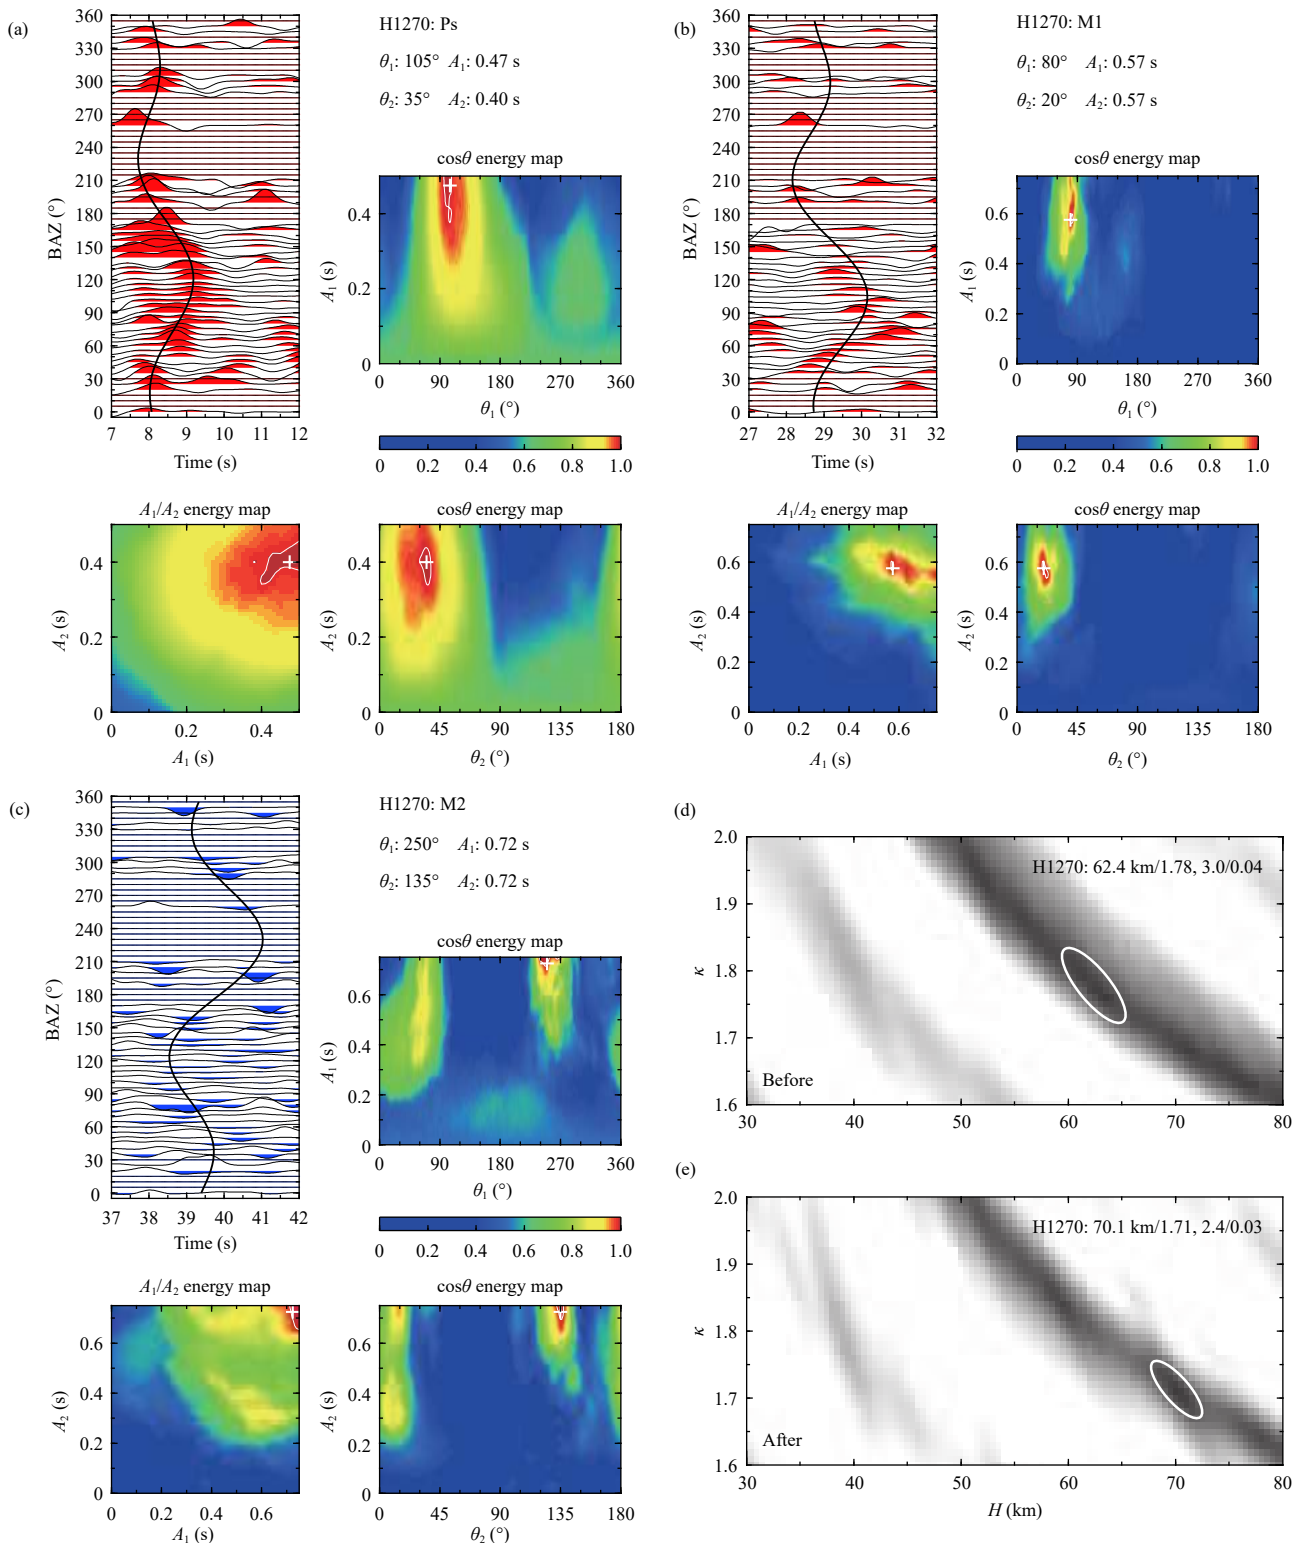 (a)
H1270: Ps
θ1: 105° A1: 0.47 s
θ2: 35° A2: 0.40 s
BAZ (°)
360
330
300
270
240
210
180
150
120
90
60
30
0
7 8 9 10 11 12
Time (s)
cosθ energy map
A1 (s)
0.4
0.2
0
0 90 180 270 360
θ1 (°)
0 0.2 0.4 0.6 0.8 1.0
A1/A2 energy map
A2 (s)
0.4
0.2
0
0 0.2 0.4
A1 (s)
cosθ energy map
A2 (s)
0.4
0.2
0
0 45 90 135 180
θ2 (°)
(b)
H1270: M1
θ1: 80° A1: 0.57 s
θ2: 20° A2: 0.57 s
BAZ (°)
360
330
300
270
240
210
180
150
120
90
60
30
0
27 28 29 30 31 32
Time (s)
cosθ energy map
A1 (s)
0.6
0.4
0.2
0
0 90 180 270 360
θ1 (°)
0 0.2 0.4 0.6 0.8 1.0
A1/A2 energy map
A2 (s)
0.6
0.4
0.2
0
0 0.2 0.4 0.6
A1 (s)
cosθ energy map
A2 (s)
0.6
0.4
0.2
0
0 45 90 135 180
θ2 (°)
(c)
H1270: M2
θ1: 250° A1: 0.72 s
θ2: 135° A2: 0.72 s
BAZ (°)
360
330
300
270
240
210
180
150
120
90
60
30
0
37 38 39 40 41 42
Time (s)
cosθ energy map
A1 (s)
0.6
0.4
0.2
0
0 90 180 270 360
θ1 (°)
0 0.2 0.4 0.6 0.8 1.0
A1/A2 energy map
A2 (s)
0.6
0.4
0.2
0
0 0.2 0.4 0.6
A1 (s)
cosθ energy map
A2 (s)
0.6
0.4
0.2
0
0 45 90 135 180
θ2 (°)
(d)
H1270: 62.4 km/1.78, 3.0/0.04
κ
2.0
1.9
1.8
1.7
1.6
Before
30 40 50 60 70 80
(e)
H1270: 70.1 km/1.71, 2.4/0.03
κ
2.0
1.9
1.8
1.7
1.6
After
30 40 50 60 70 80
H (km)